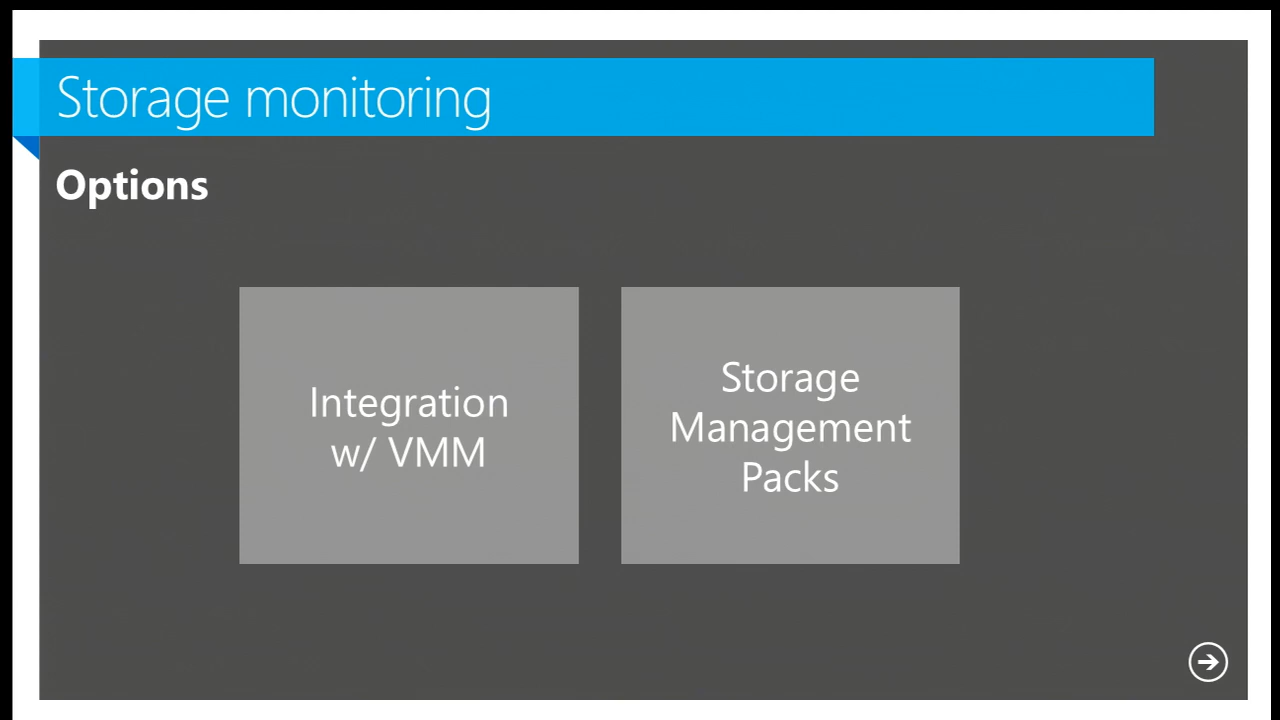 Storage monitoring
Options
Integration
w/ VMM
Storage
Management
Packs